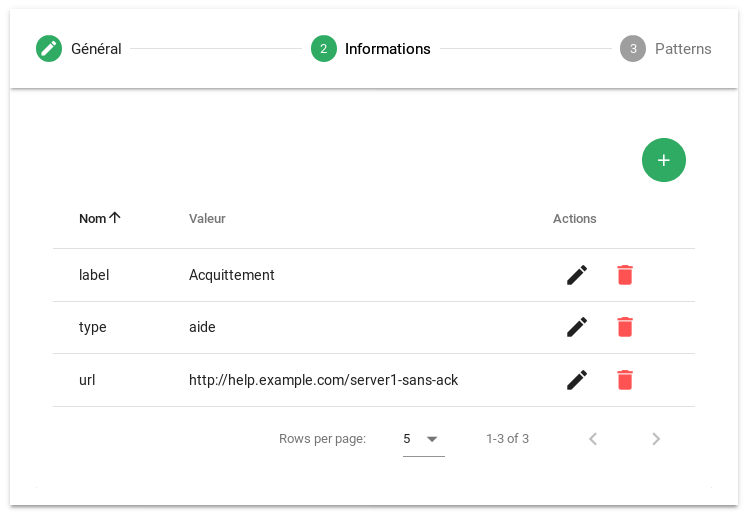 Général 2 Informations 3 Patterns
Nom Valeur Actions
label Acquittement
type aide
url http://help.example.com/server1-sans-ack
Rows per page: 5 1-3 of 3